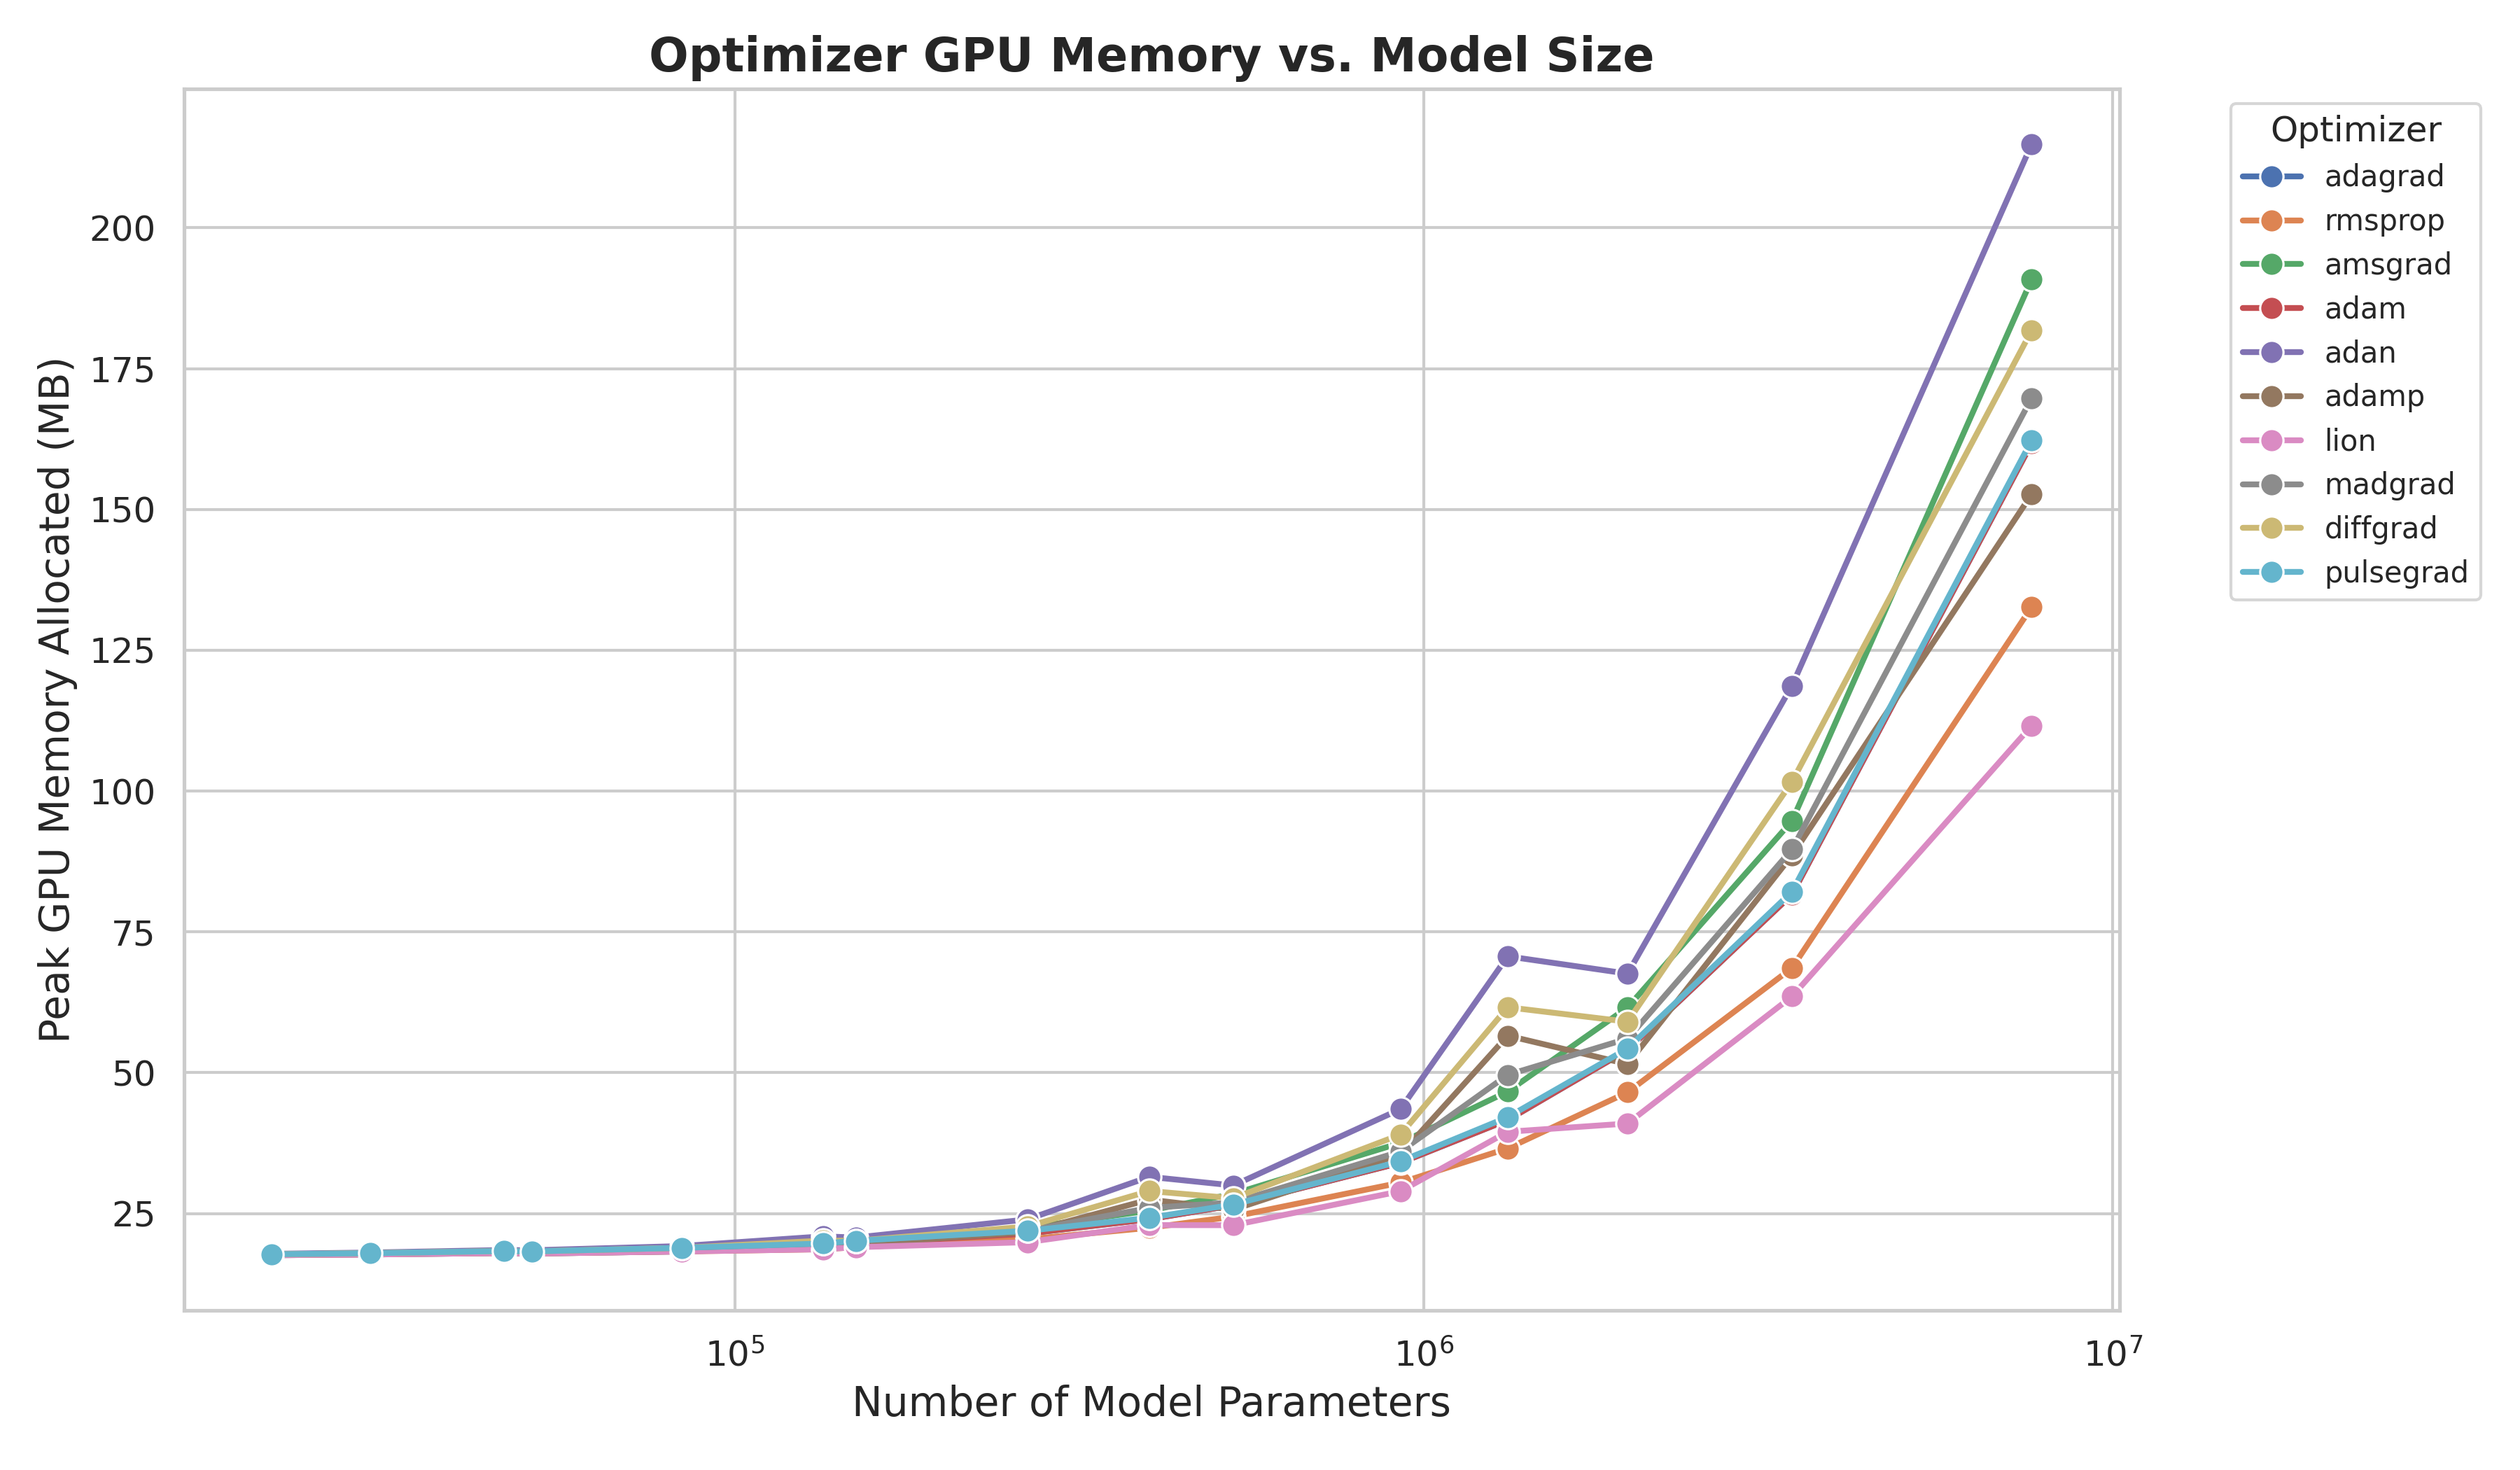 Optimizer GPU Memory vs. Model Size
Peak GPU Memory Allocated (MB)
200
175
150
125
100
75
50
25
10^5
10^6
10^7
Number of Model Parameters
Optimizer
adagrad
rmsprop
amsgrad
adam
adan
adamp
lion
madgrad
diffgrad
pulsegrad